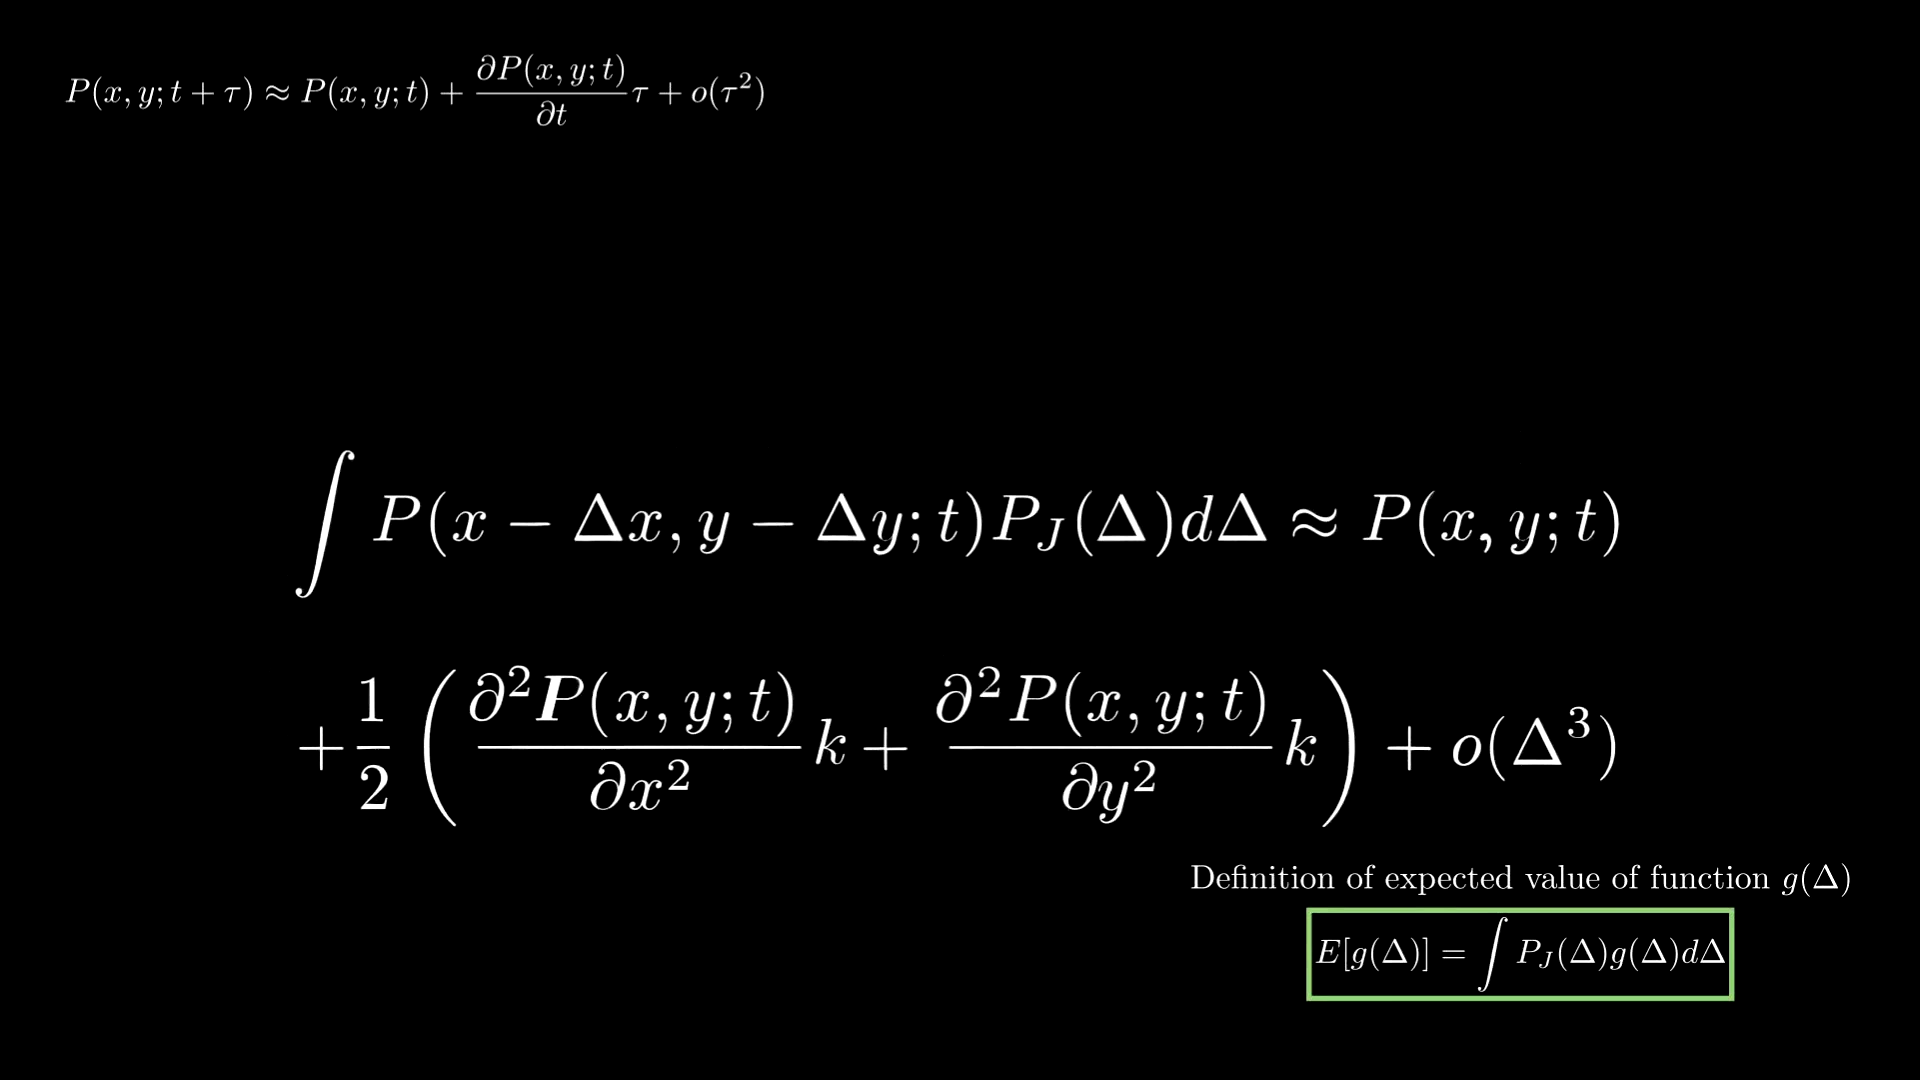 P(x, y; t + τ) ≈ P(x, y; t) + ∂P(x, y; t)/∂t τ + o(τ²)
∫ P(x − Δx, y − Δy; t)P_J(Δ)dΔ ≈ P(x, y; t)
+ 1/2 ( ∂²P(x, y; t)/∂x² k + ∂²P(x, y; t)/∂y² k ) + o(Δ³)
Definition of expected value of function g(Δ)
E[g(Δ)] = ∫ P_J(Δ)g(Δ)dΔ